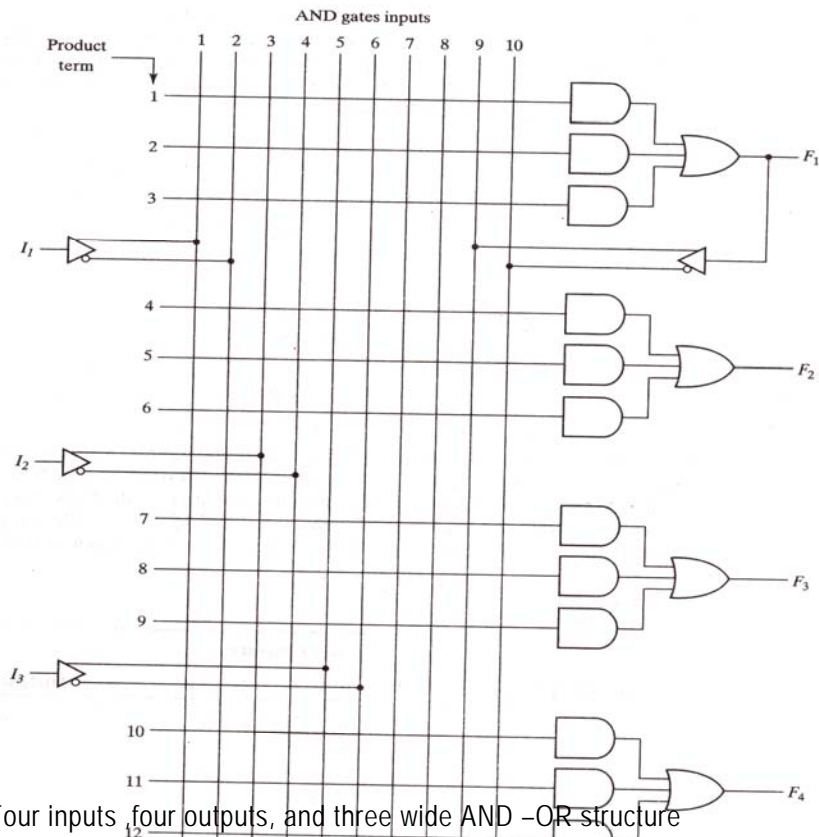 AND gates inputs
Product term
1 2 3 4 5 6 7 8 9 10
1
2
F₁
3
I₁
4
5
F₂
6
I₂
7
8
F₃
9
I₃
10
11
F₄
four inputs ,four outputs, and three wide AND –OR structure
12